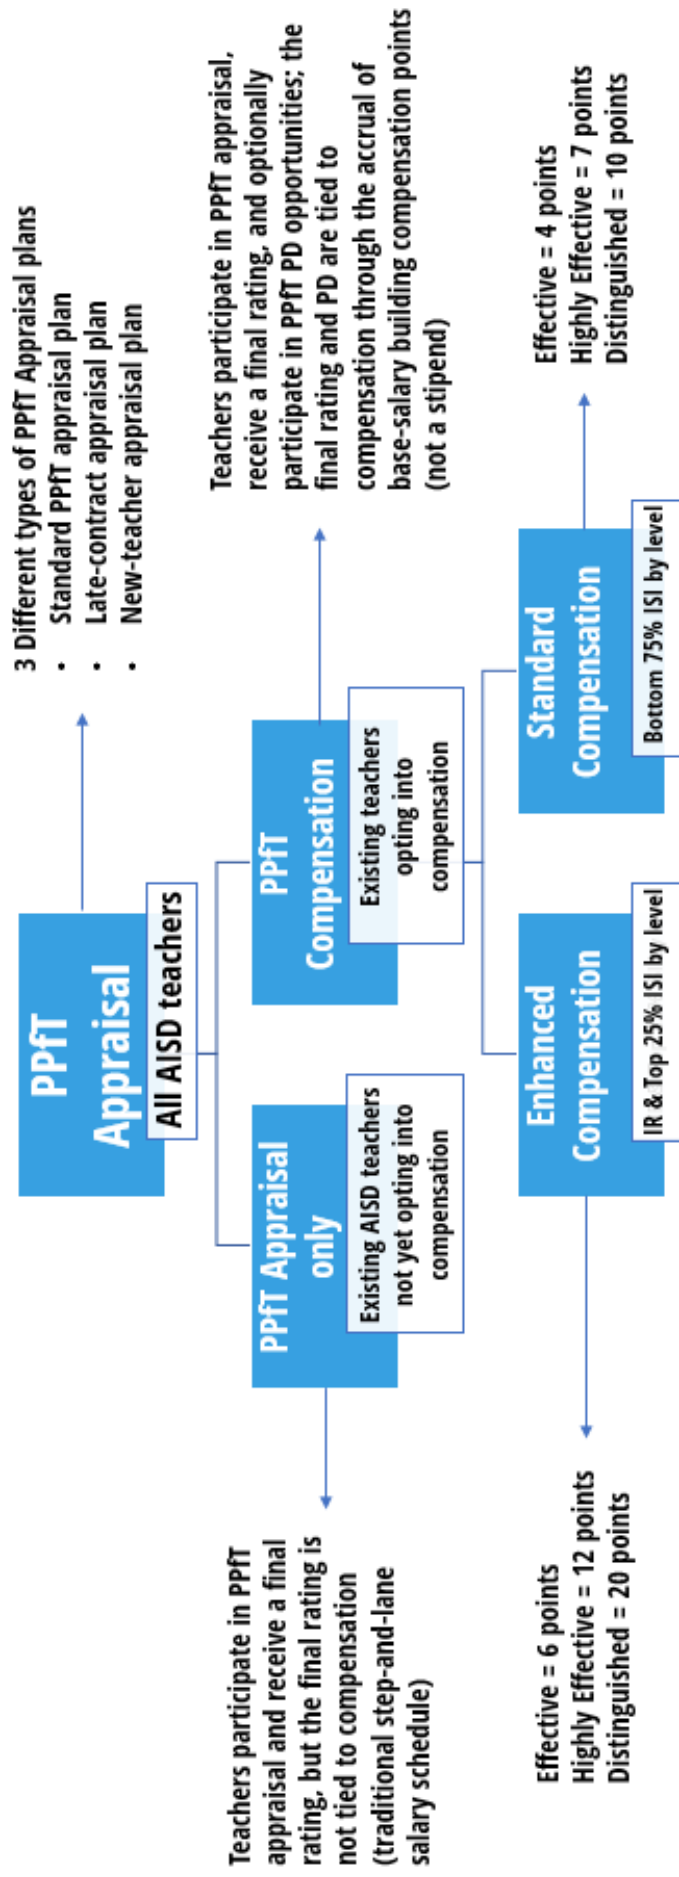 PPfT
Appraisal
All AISD teachers
3 Different types of PPfT Appraisal plans
• Standard PPfT appraisal plan
• Late-contract appraisal plan
• New-teacher appraisal plan
Teachers participate in PPfT
appraisal and receive a final
rating, but the final rating is
not tied to compensation
(traditional step-and-lane
salary schedule)
PPfT Appraisal
only
Existing AISD teachers
not yet opting into
compensation
PPfT
Compensation
Existing teachers
opting into
compensation
Teachers participate in PPfT appraisal,
receive a final rating, and optionally
participate in PPfT PD opportunities; the
final rating and PD are tied to
compensation through the accrual of
base-salary building compensation points
(not a stipend)
Effective = 6 points
Highly Effective = 12 points
Distinguished = 20 points
Enhanced
Compensation
IR & Top 25% ISI by level
Standard
Compensation
Bottom 75% ISI by level
Effective = 4 points
Highly Effective = 7 points
Distinguished = 10 points